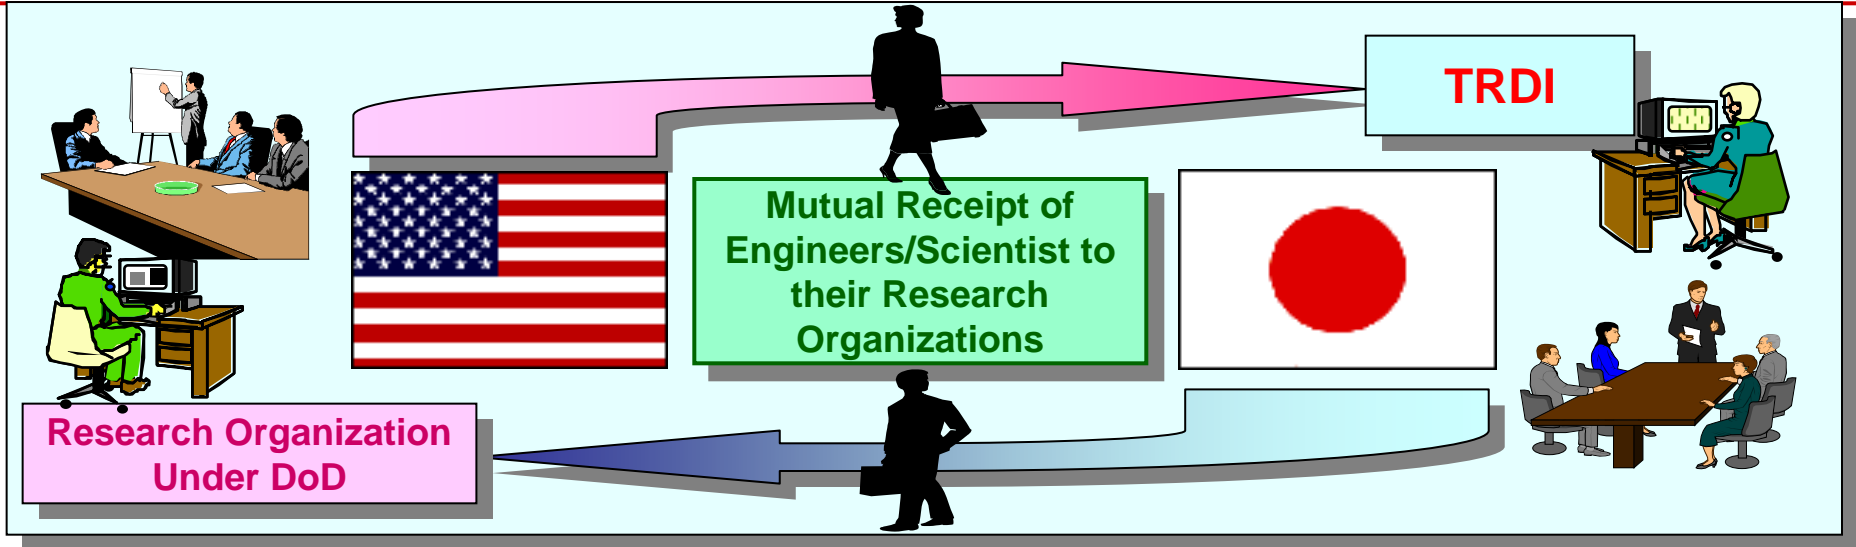 TRDI
Mutual Receipt of
Engineers/Scientist to
their Research
Organizations
Research Organization
Under DoD